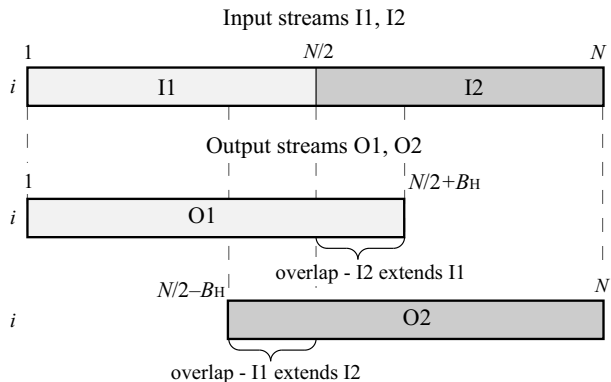 Input streams I1, I2
1 N/2 N
i I1 I2
Output streams O1, O2
1 N/2+BH
i O1
overlap - I2 extends I1
N/2–BH N
i O2
overlap - I1 extends I2